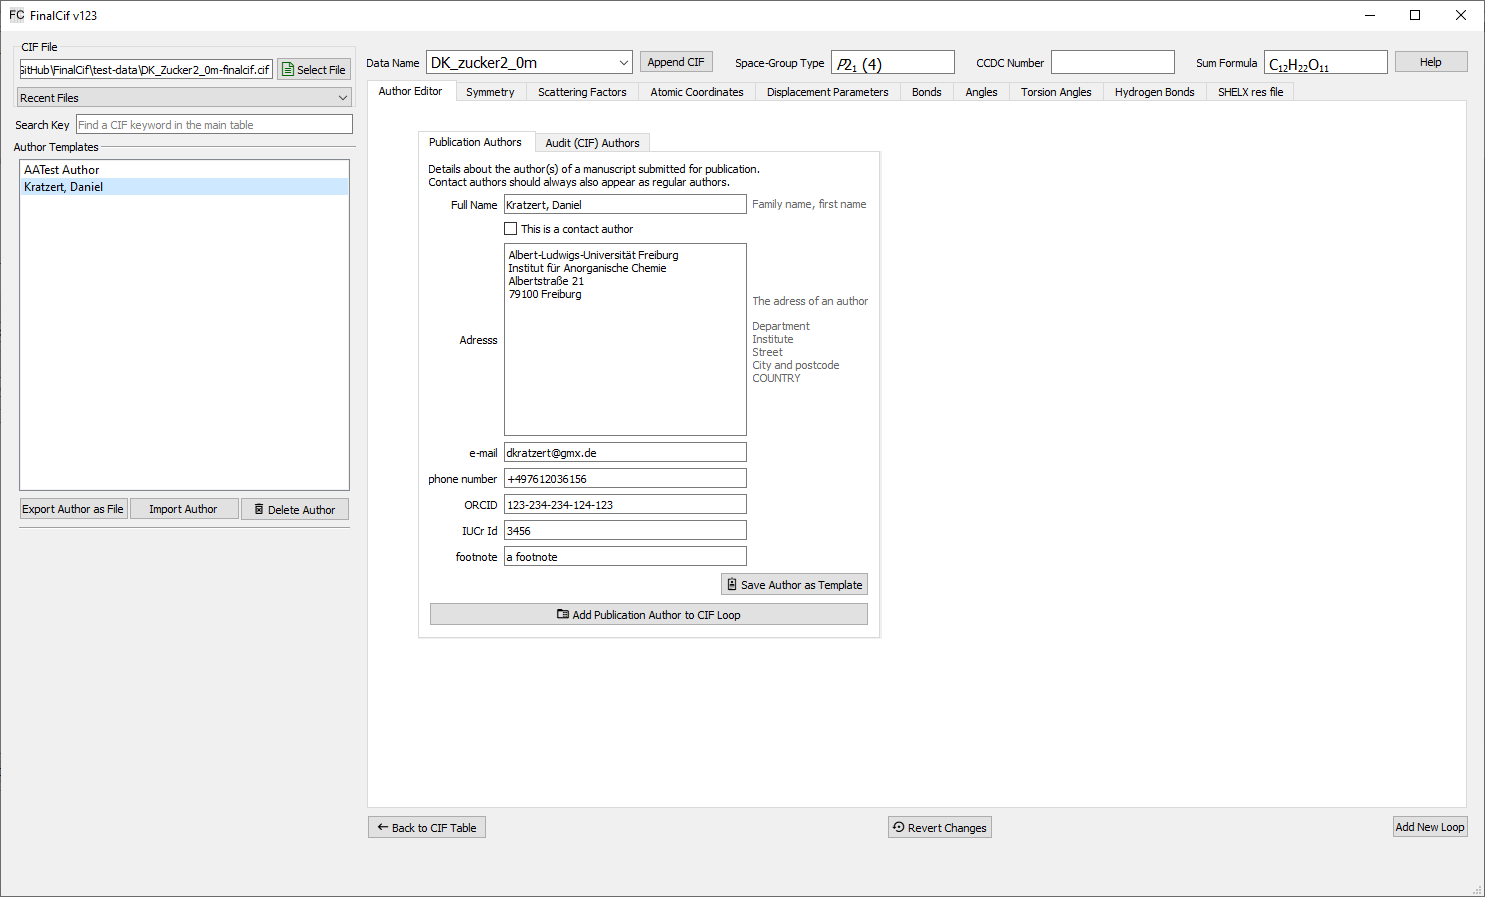 FC FinalCif v123
CIF File
GitHub\FinalCif\test-data\DK_Zucker2_0m-finalcif.cif
Select File
Recent Files
Search Key
Find a CIF keyword in the main table
Author Templates
AATest Author
Kratzert, Daniel
Export Author as File
Import Author
Delete Author
Data Name
DK_zucker2_0m
Append CIF
Space-Group Type
P2₁ (4)
CCDC Number
Sum Formula
C₁₂H₂₂O₁₁
Help
Author Editor
Symmetry
Scattering Factors
Atomic Coordinates
Displacement Parameters
Bonds
Angles
Torsion Angles
Hydrogen Bonds
SHELX res file
Publication Authors
Audit (CIF) Authors
Details about the author(s) of a manuscript submitted for publication.
Contact authors should always also appear as regular authors.
Full Name
Kratzert, Daniel
Family name, first name
This is a contact author
Adresss
Albert-Ludwigs-Universität Freiburg
Institut für Anorganische Chemie
Albertstraße 21
79100 Freiburg
The adress of an author
Department
Institute
Street
City and postcode
COUNTRY
e-mail
dkratzert@gmx.de
phone number
+497612036156
ORCID
123-234-234-124-123
IUCr Id
3456
footnote
a footnote
Save Author as Template
Add Publication Author to CIF Loop
Back to CIF Table
Revert Changes
Add New Loop